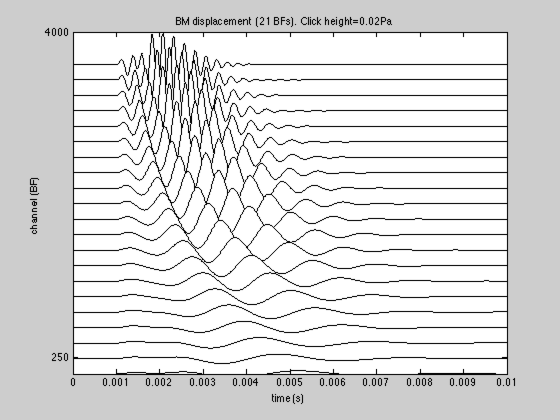 BM displacement (21 BFs). Click height=0.02Pa
4000
channel (BF)
250
0 0.001 0.002 0.003 0.004 0.005 0.006 0.007 0.008 0.009 0.01
time (s)